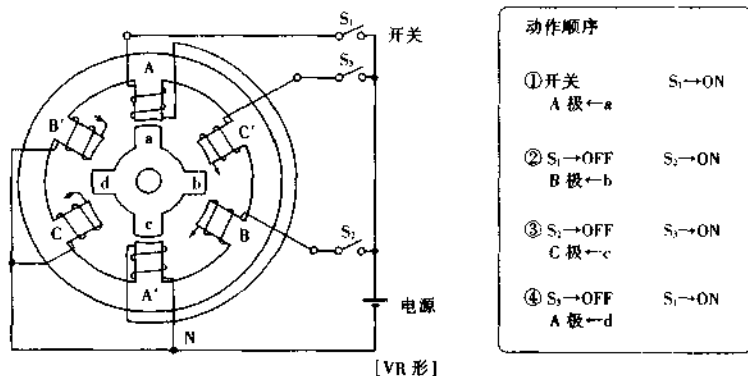 S₁
开关
A
S₃
B′
C′
a
d
b
c
C
B
S₂
A′
电源
N
[VR 形]
动作顺序
①开关 S₁→ON
A 极←a
② S₁→OFF S₂→ON
B 极←b
③ S₂→OFF S₃→ON
C 极←c
④ S₃→OFF S₁→ON
A 极←d